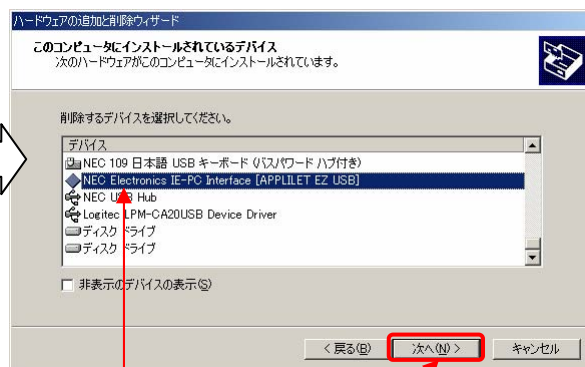 ハードウェアの追加と削除ウィザード
このコンピュータにインストールされているデバイス
次のハードウェアがこのコンピュータにインストールされています。
削除するデバイスを選択してください。
デバイス
NEC 109 日本語 USB キーボード (バスパワード ハブ付き)
NEC Electronics IE-PC Interface [APPLILET EZ USB]
NEC USB Hub
Logitec LPM-CA20USB Device Driver
ディスク ドライブ
ディスク ドライブ
非表示のデバイスの表示(S)
< 戻る(B)
次へ(N) >
キャンセル